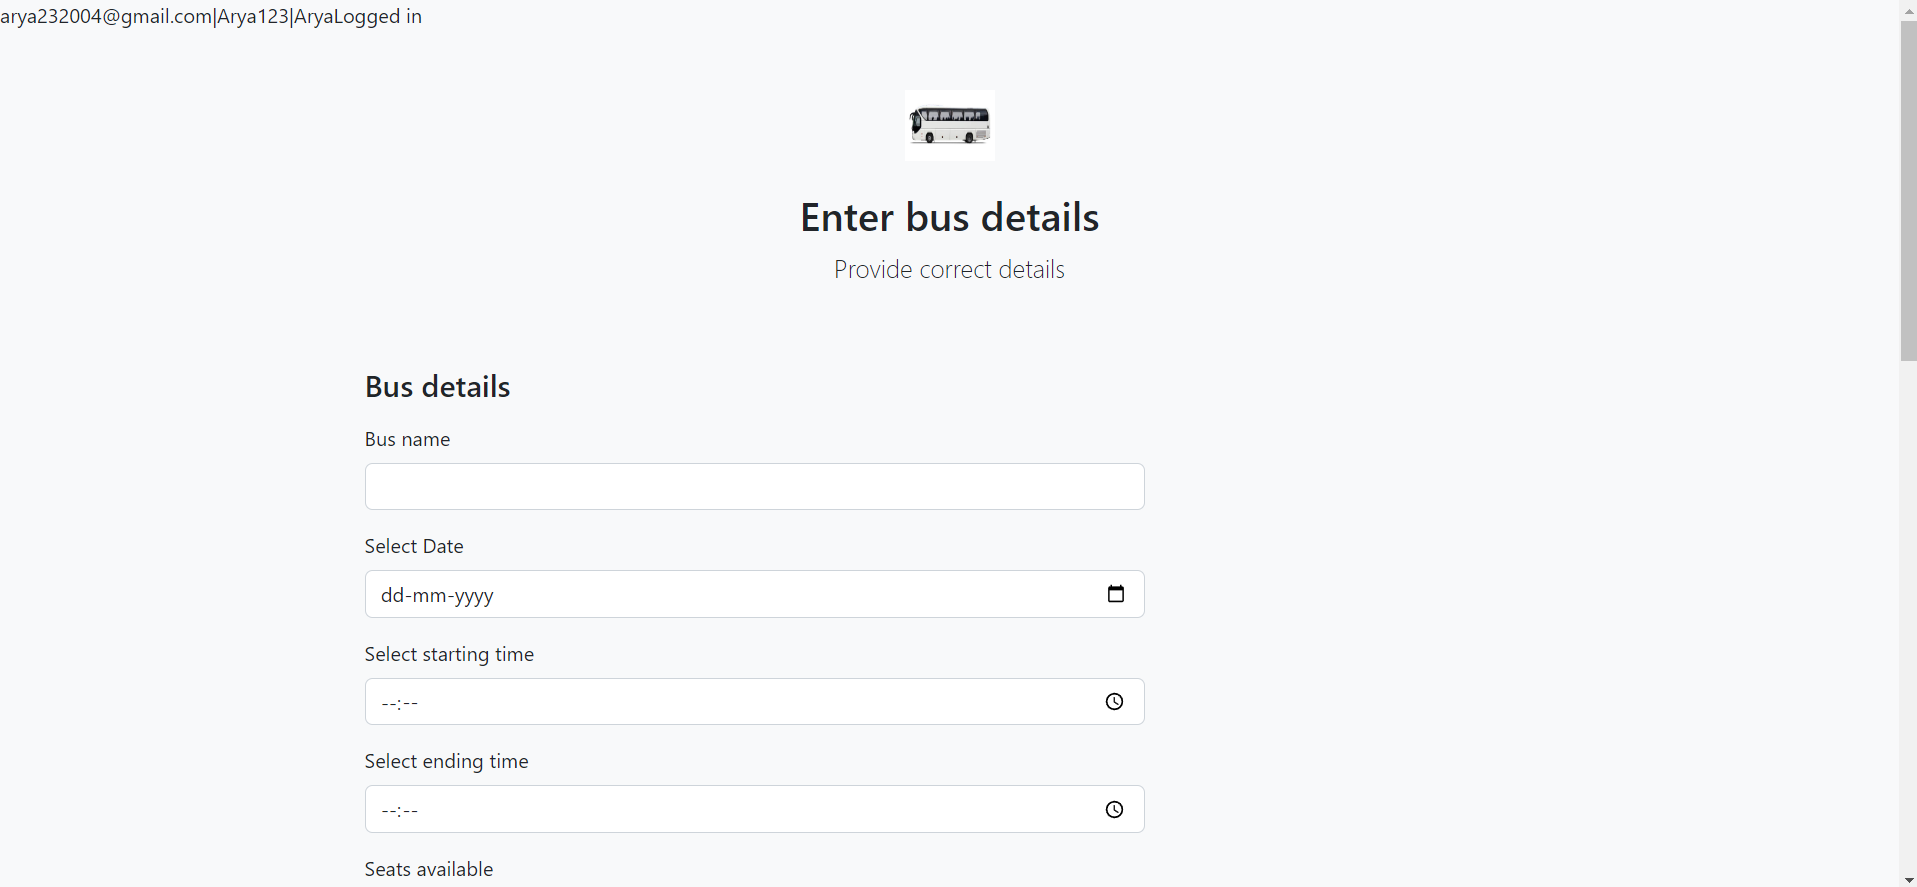 arya232004@gmail.com|Arya123|AryaLogged in
Enter bus details
Provide correct details
Bus details
Bus name
Select Date
dd-mm-yyyy
Select starting time
--:--
Select ending time
--:--
Seats available